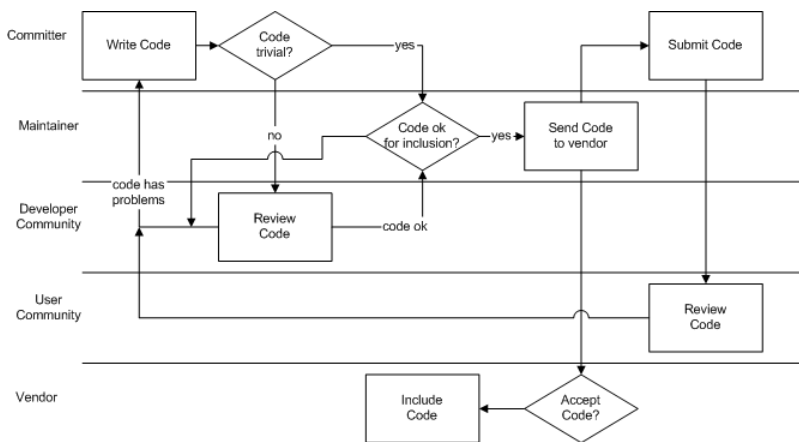 Committer
Write Code
Code
trivial?
yes
Submit Code
Maintainer
no
Code ok
for inclusion?
yes
Send Code
to vendor
code has
problems
Developer
Community
Review
Code
code ok
User
Community
Review
Code
Vendor
Include
Code
Accept
Code?